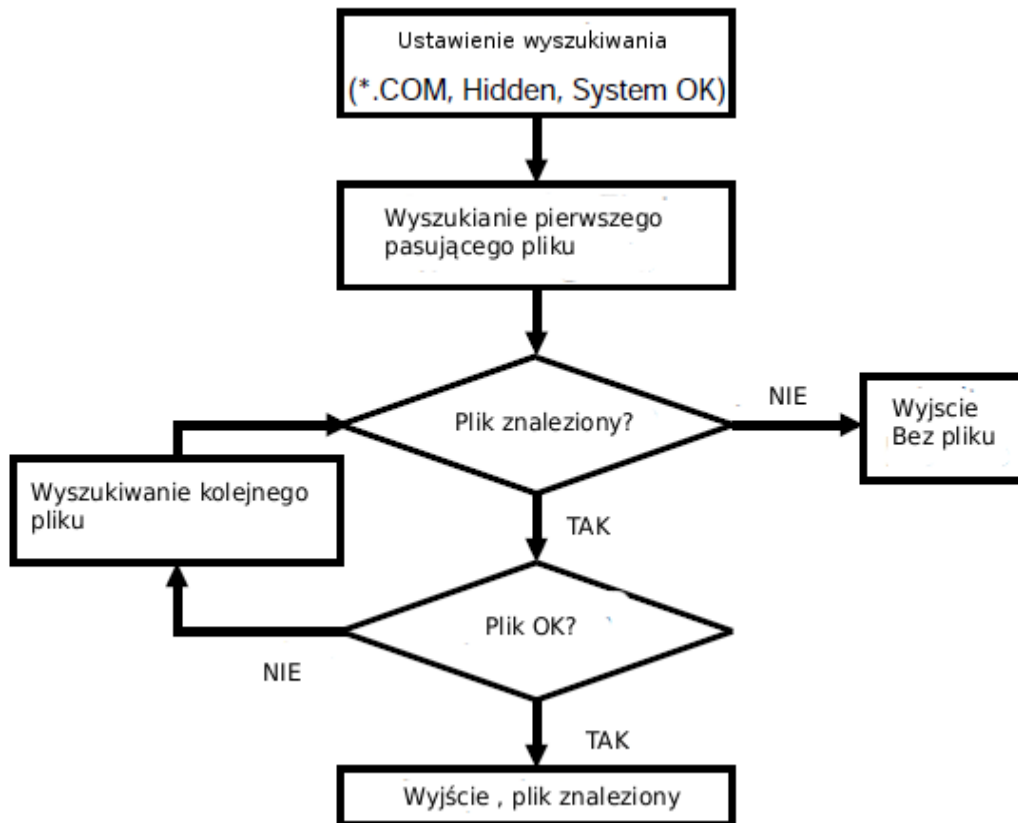 Ustawienie wyszukiwania
(*.COM, Hidden, System OK)
Wyszukianie pierwszego
pasującego pliku
Plik znaleziony?
NIE
Wyjscie
Bez pliku
Wyszukiwanie kolejnego
pliku
TAK
Plik OK?
NIE
TAK
Wyjście , plik znaleziony